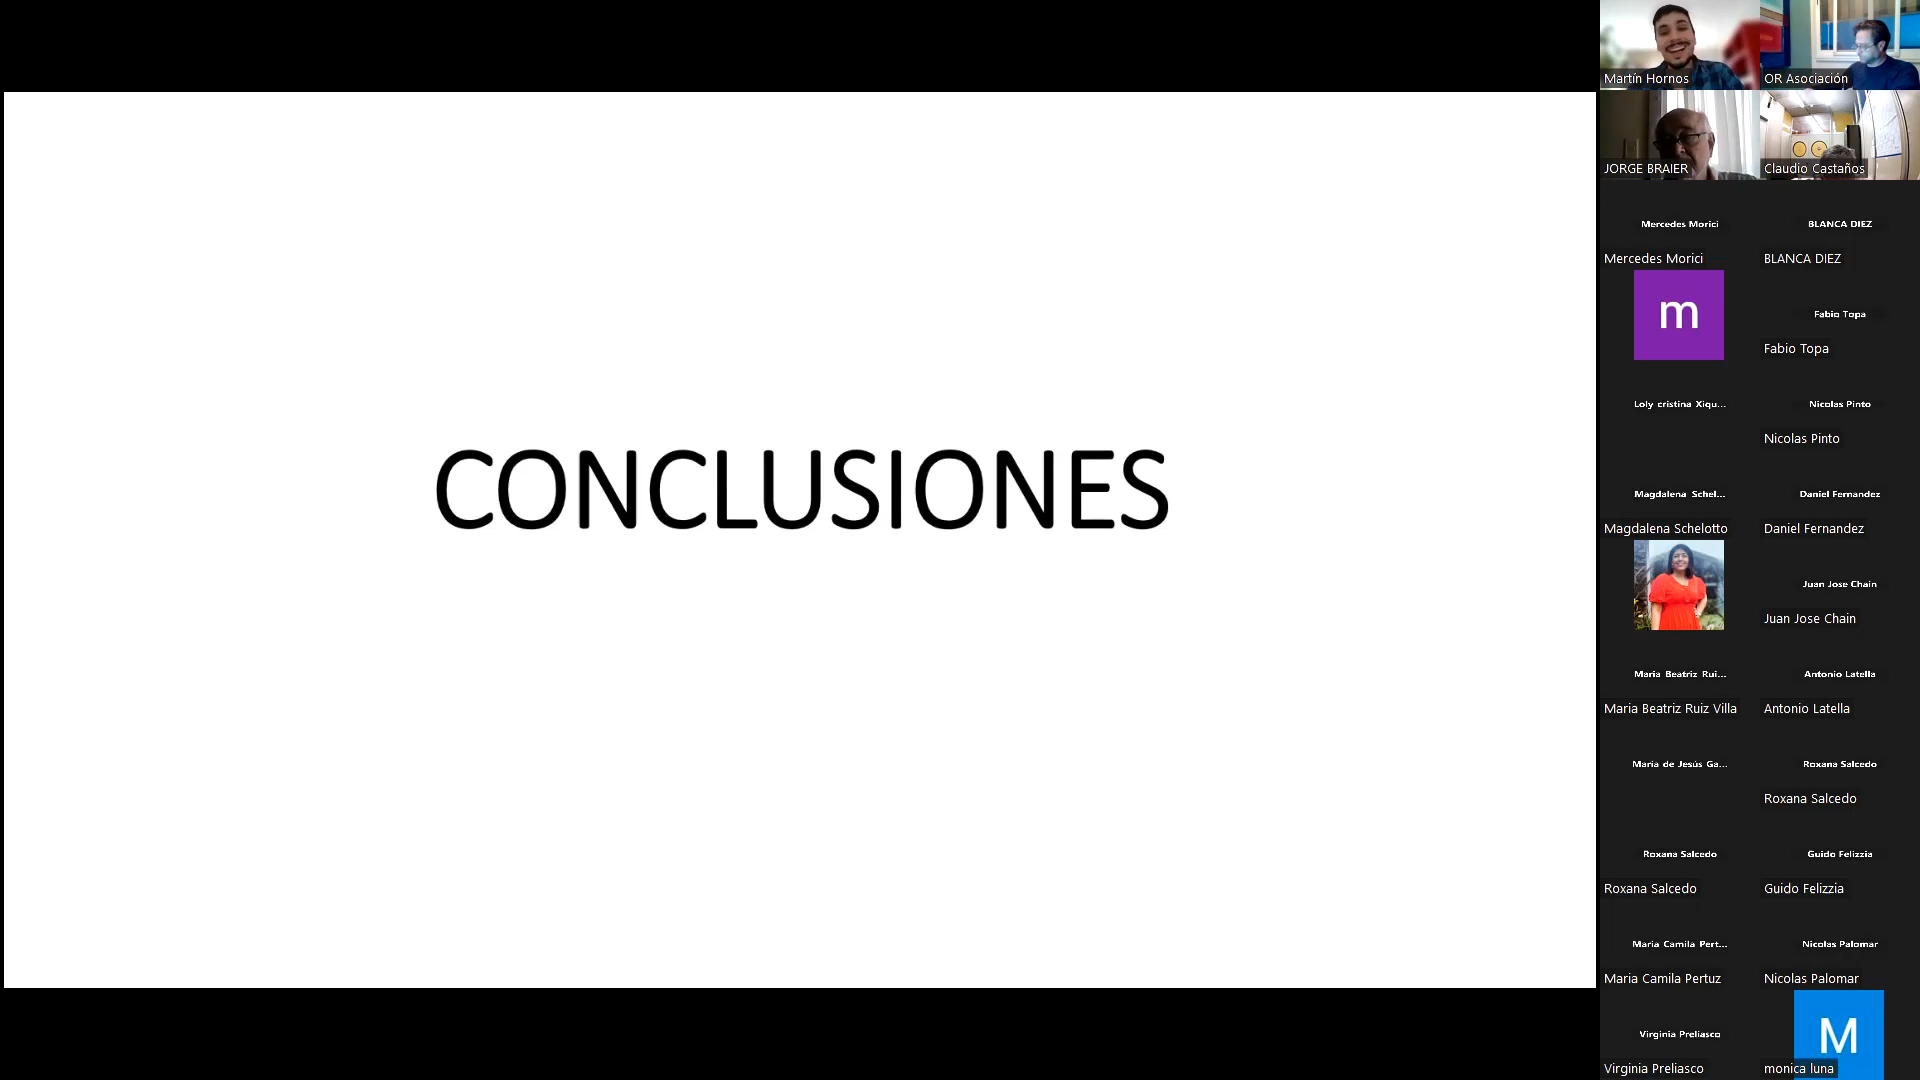 CONCLUSIONES
Martín Hornos
OR Asociación
JORGE BRAIER
Claudio Castaños
Mercedes Morici
BLANCA DIEZ
Mercedes Morici
BLANCA DIEZ
m
Fabio Topa
Fabio Topa
Loly cristina Xiqu...
Nicolas Pinto
Nicolas Pinto
Magdalena Schel...
Daniel Fernandez
Magdalena Schelotto
Daniel Fernandez
Juan Jose Chain
Juan Jose Chain
Maria Beatriz Rui...
Antonio Latella
Maria Beatriz Ruiz Villa
Antonio Latella
María de Jesús Ga...
Roxana Salcedo
Roxana Salcedo
Roxana Salcedo
Guido Felizzia
Roxana Salcedo
Guido Felizzia
Maria Camila Pert...
Nicolas Palomar
Maria Camila Pertuz
Nicolas Palomar
Virginia Preliasco
M
Virginia Preliasco
monica luna